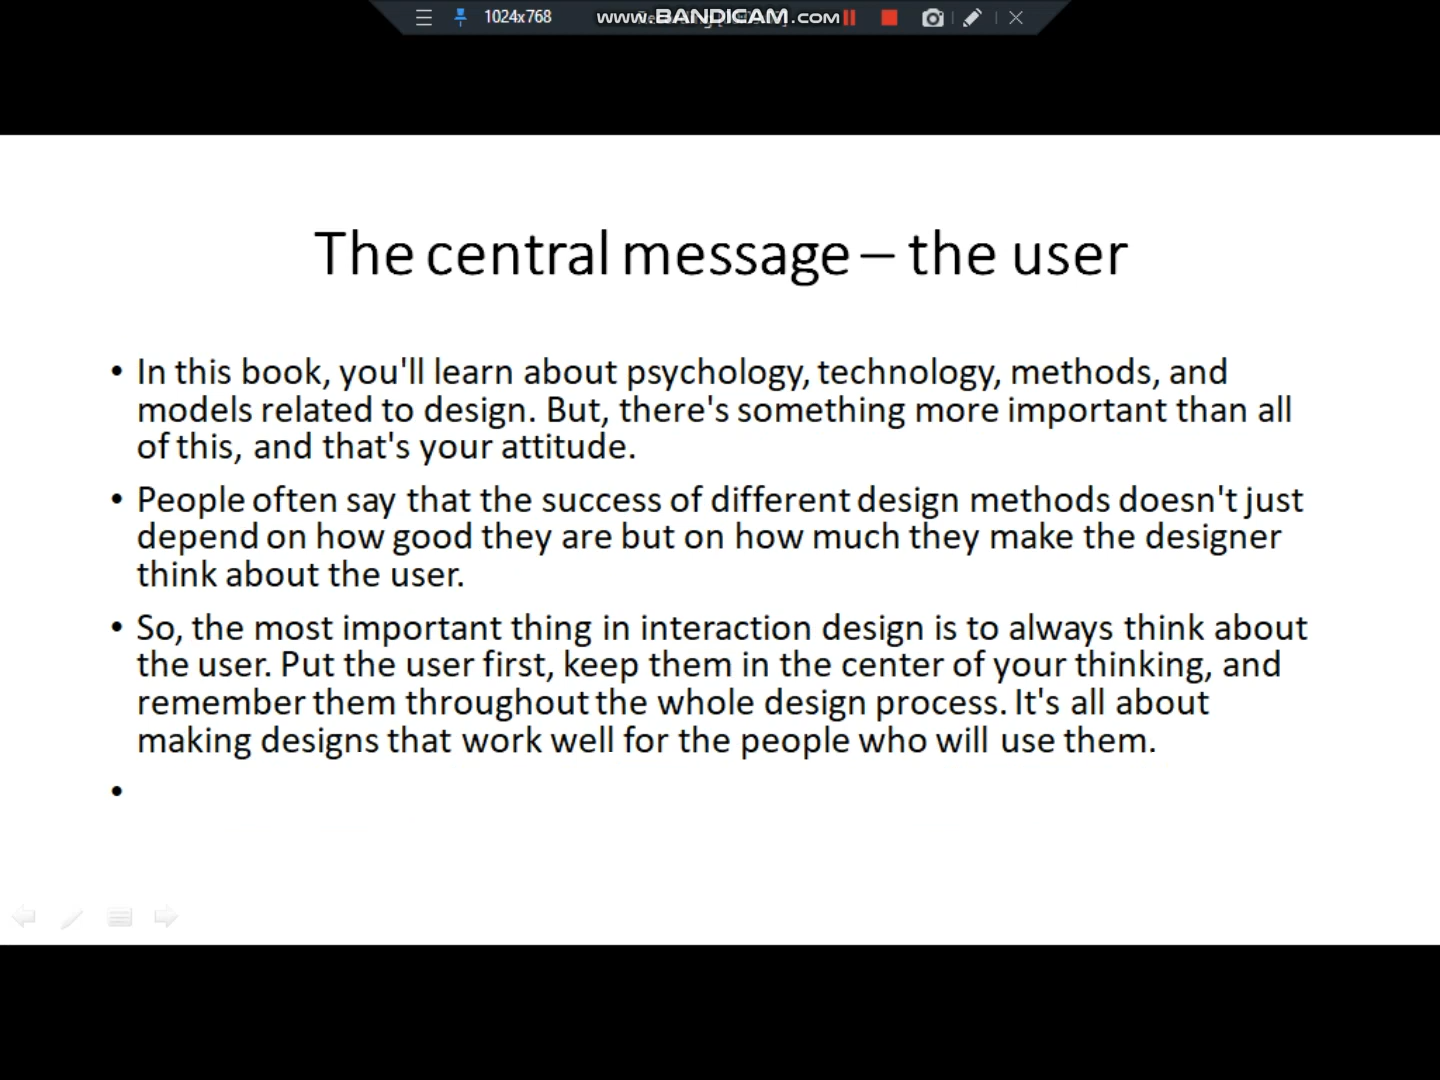 1024x768 www.BANDICAM.com
The central message – the user
• In this book, you'll learn about psychology, technology, methods, and
models related to design. But, there's something more important than all
of this, and that's your attitude.
• People often say that the success of different design methods doesn't just
depend on how good they are but on how much they make the designer
think about the user.
• So, the most important thing in interaction design is to always think about
the user. Put the user first, keep them in the center of your thinking, and
remember them throughout the whole design process. It's all about
making designs that work well for the people who will use them.
•